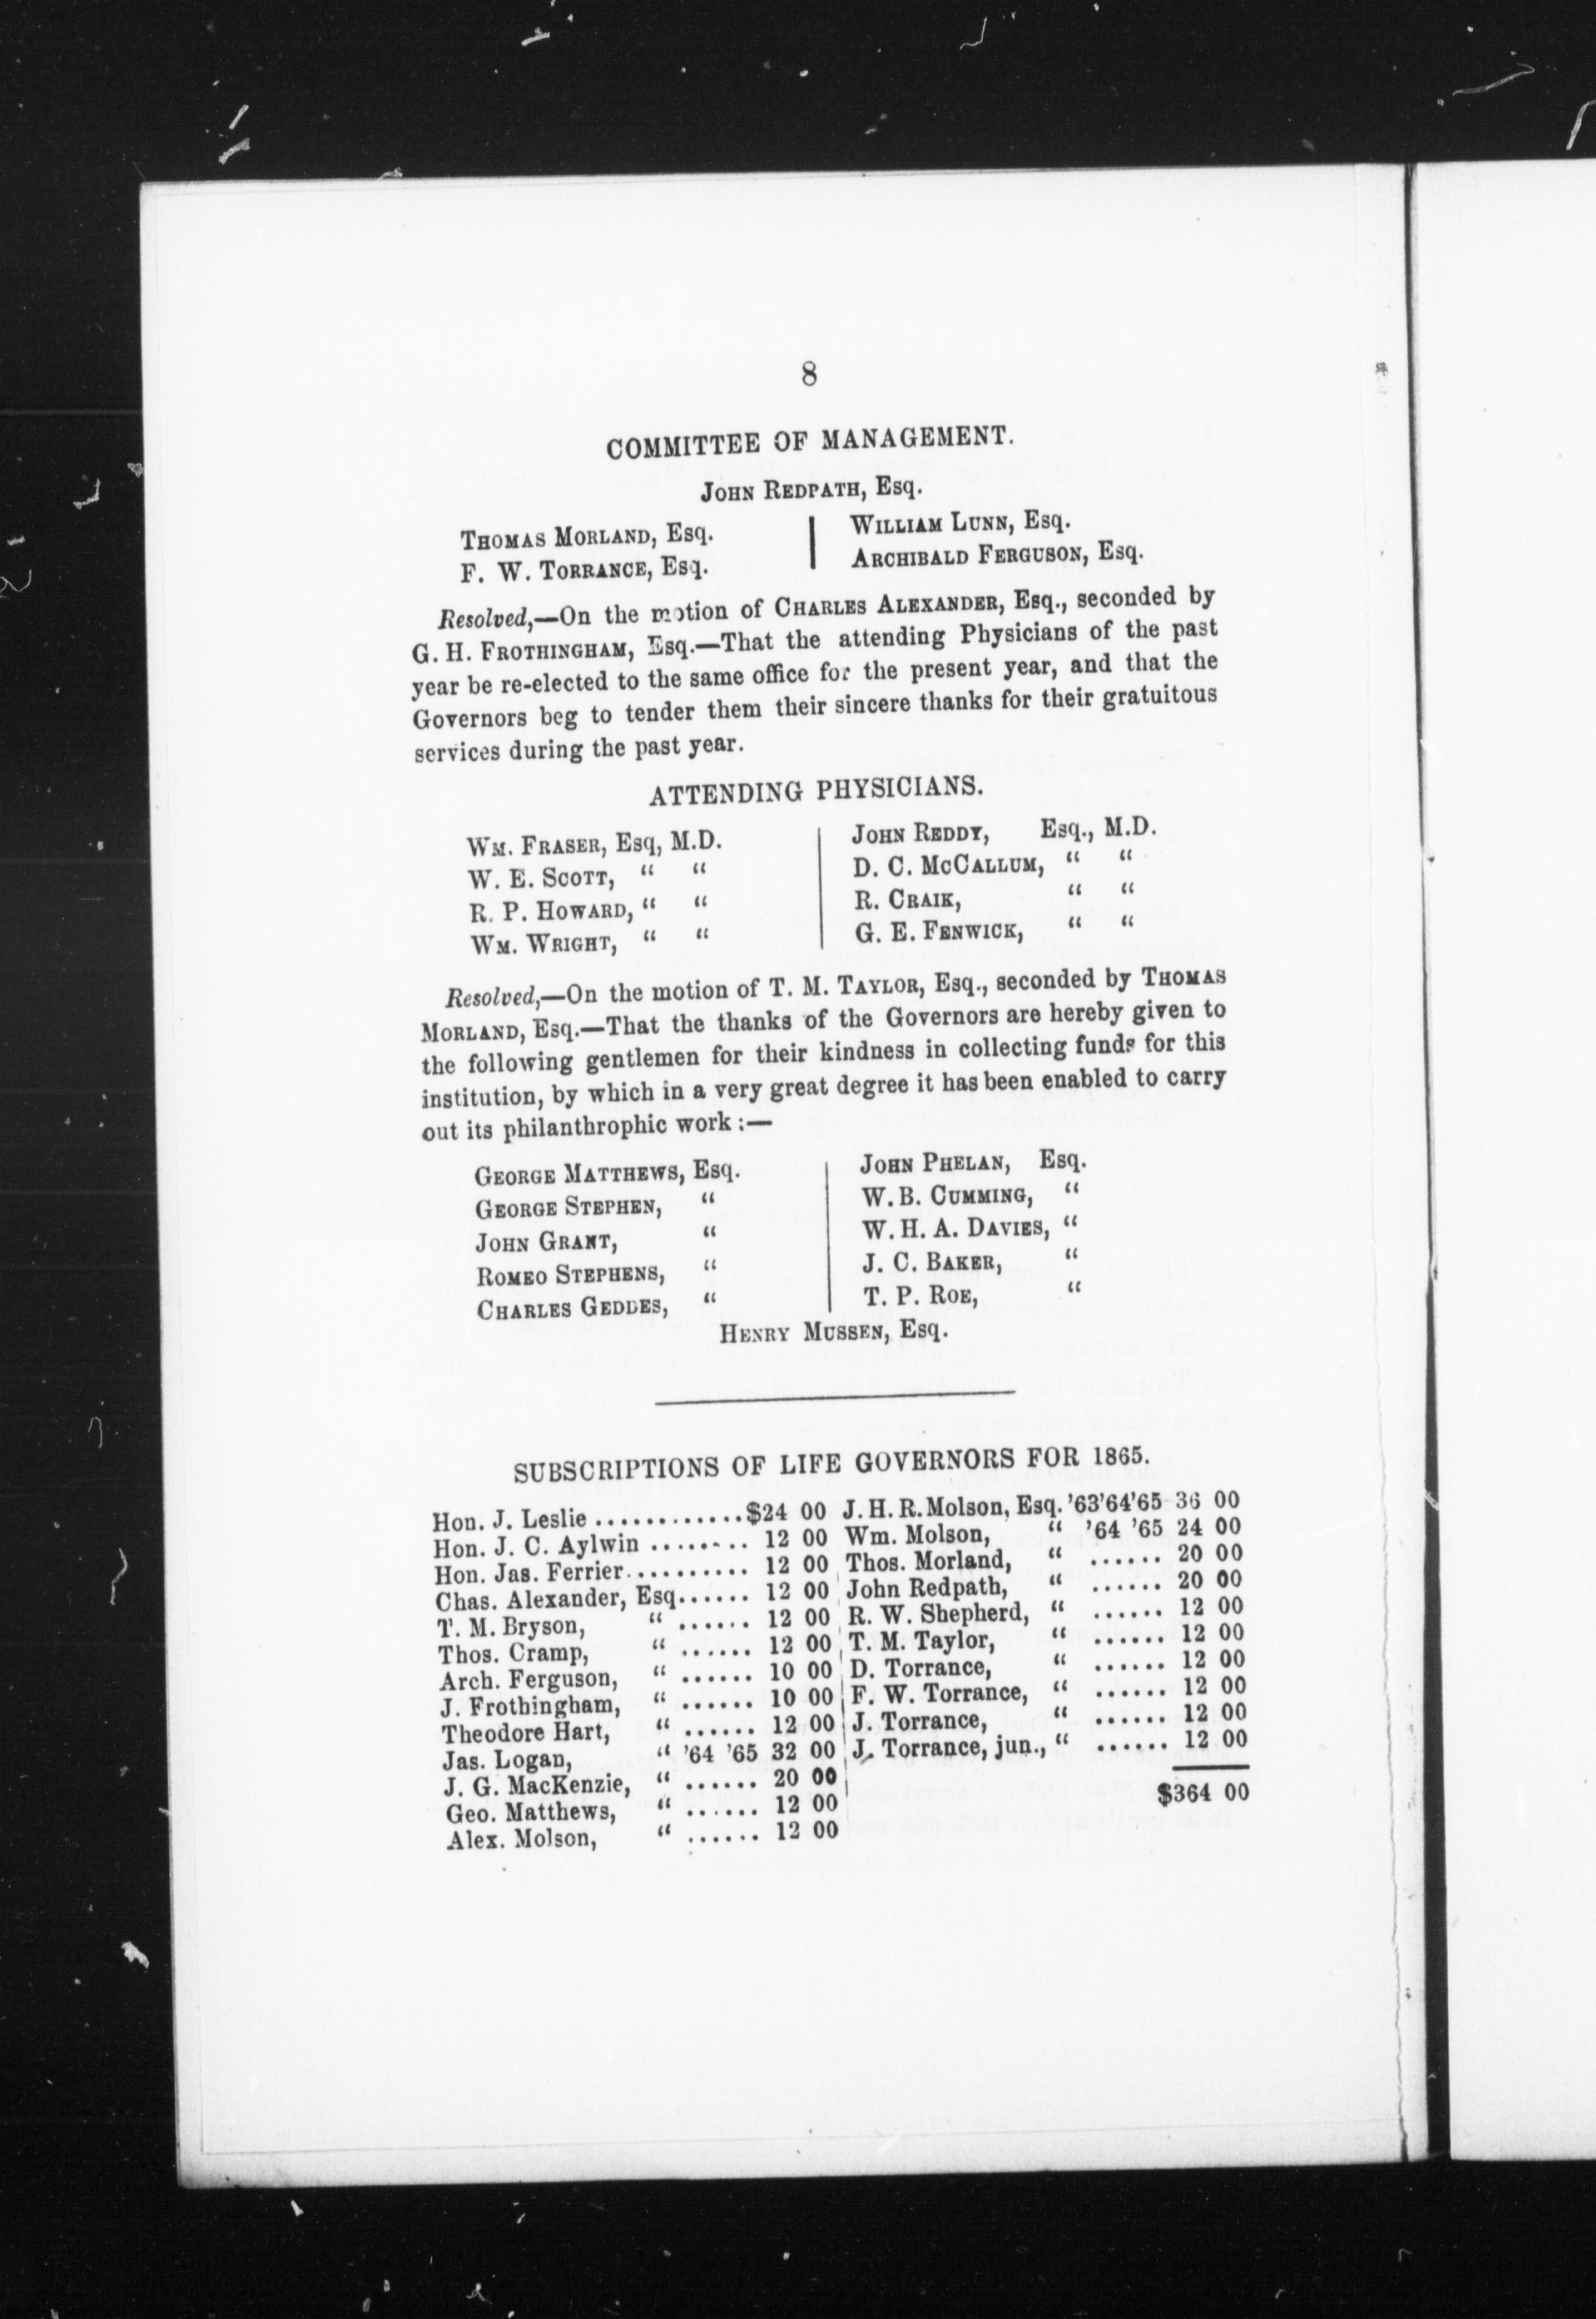 8
COMMITTEE OF MANAGEMENT.
JOHN REDPATH, Esq.
THOMAS MORLAND, Esq.
F. W. TORRANCE, Esq.
WILLIAM LUNN, Esq.
ARCHIBALD FERGUSON, Esq.
Resolved,—On the motion of CHARLES ALEXANDER, Esq., seconded by
G. H. FROTHINGHAM, Esq.—That the attending Physicians of the past
year be re-elected to the same office for the present year, and that the
Governors beg to tender them their sincere thanks for their gratuitous
services during the past year.
ATTENDING PHYSICIANS.
WM. FRASER, Esq, M.D.
W. E. SCOTT, “ “
R. P. HOWARD, “ “
WM. WRIGHT, “ “
JOHN REDDY, Esq., M.D.
D. C. MCCALLUM, “ “
R. CRAIK, “ “
G. E. FENWICK, “ “
Resolved,—On the motion of T. M. TAYLOR, Esq., seconded by THOMAS
MORLAND, Esq.—That the thanks of the Governors are hereby given to
the following gentlemen for their kindness in collecting funds for this
institution, by which in a very great degree it has been enabled to carry
out its philanthrophic work :—
GEORGE MATTHEWS, Esq.
GEORGE STEPHEN, “
JOHN GRANT, “
ROMEO STEPHENS, “
CHARLES GEDDES, “
JOHN PHELAN, Esq.
W. B. CUMMING, “
W. H. A. DAVIES, “
J. C. BAKER, “
T. P. ROE, “
HENRY MUSSEN, Esq.
SUBSCRIPTIONS OF LIFE GOVERNORS FOR 1865.
Hon. J. Leslie ............ $24 00
Hon. J. C. Aylwin ........ 12 00
Hon. Jas. Ferrier.......... 12 00
Chas. Alexander, Esq...... 12 00
T. M. Bryson, “ ...... 12 00
Thos. Cramp, “ ...... 12 00
Arch. Ferguson, “ ...... 10 00
J. Frothingham, “ ...... 10 00
Theodore Hart, “ ...... 12 00
Jas. Logan, “ '64 '65 32 00
J. G. MacKenzie, “ ...... 20 00
Geo. Matthews, “ ...... 12 00
Alex. Molson, “ ...... 12 00
J. H. R. Molson, Esq. '63'64'65 36 00
Wm. Molson, “ '64 '65 24 00
Thos. Morland, “ ...... 20 00
John Redpath, “ ...... 20 00
R. W. Shepherd, “ ...... 12 00
T. M. Taylor, “ ...... 12 00
D. Torrance, “ ...... 12 00
F. W. Torrance, “ ...... 12 00
J. Torrance, “ ...... 12 00
J. Torrance, jun., “ ...... 12 00
$364 00